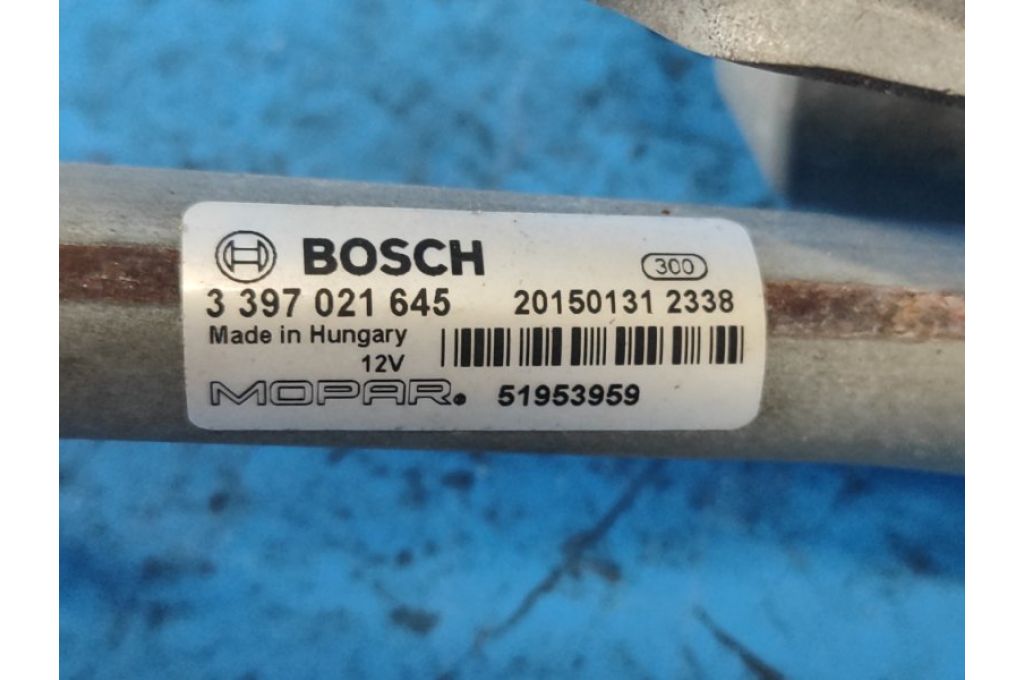 BOSCH 300
3 397 021 645 20150131 2338
Made in Hungary
12V
MOPAR. 51953959